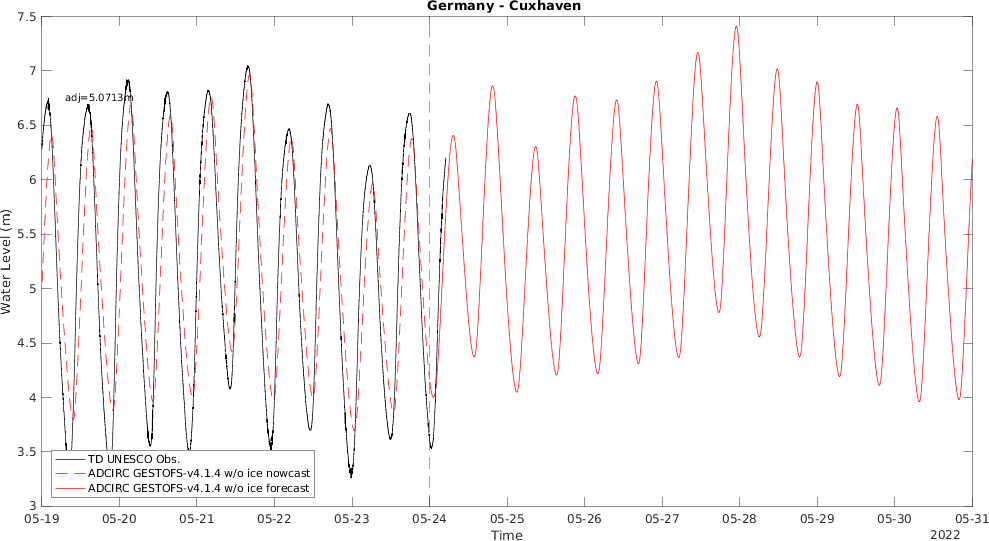 Germany - Cuxhaven
7.5
7
6.5
6
5.5
5
4.5
4
3.5
3
Water Level (m)
adj=5.0713m
TD UNESCO Obs.
ADCIRC GESTOFS-v4.1.4 w/o ice nowcast
ADCIRC GESTOFS-v4.1.4 w/o ice forecast
05-19 05-20 05-21 05-22 05-23 05-24 05-25 05-26 05-27 05-28 05-29 05-30 05-31
Time
2022